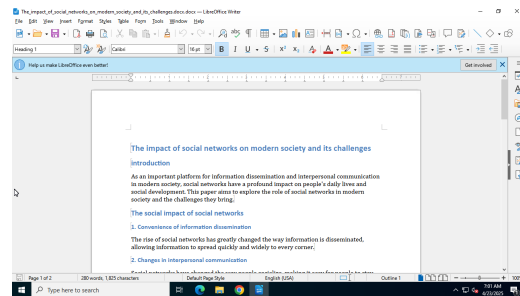 The_impact_of_social_networks_on_modern_society_and_its_challenges.docx.docx — LibreOffice Writer
File Edit View Insert Format Styles Table Form Tools Window Help
Heading 1 Calibri 16 pt B I U S X² X₂ A
Help us make LibreOffice even better! Get involved
The impact of social networks on modern society and its challenges
introduction
As an important platform for information dissemination and interpersonal communication
in modern society, social networks have a profound impact on people's daily lives and
social development. This paper aims to explore the role of social networks in modern
society and the challenges they bring.
The social impact of social networks
1. Convenience of information dissemination
The rise of social networks has greatly changed the way information is disseminated,
allowing information to spread quickly and widely to every corner.
2. Changes in interpersonal communication
Page 1 of 2 280 words, 1,825 characters Default Page Style English (USA) Outline 1 100%
Type here to search 7:01 AM
4/23/2025